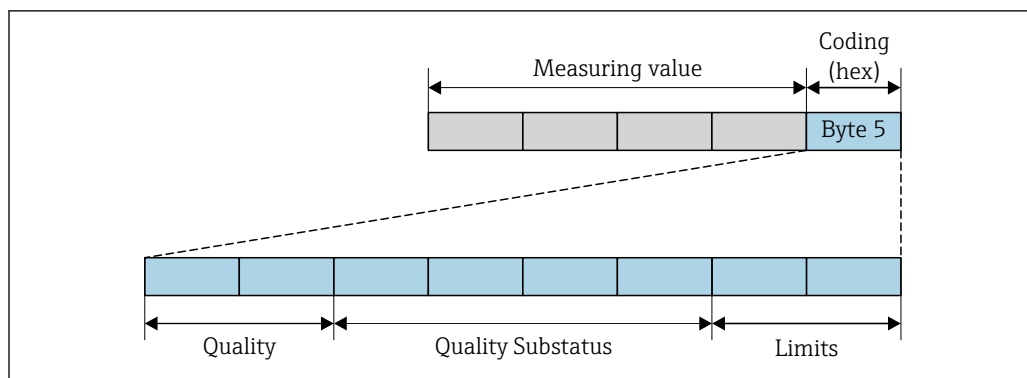 Coding
(hex)
Measuring value
Byte 5
Quality
Quality Substatus
Limits